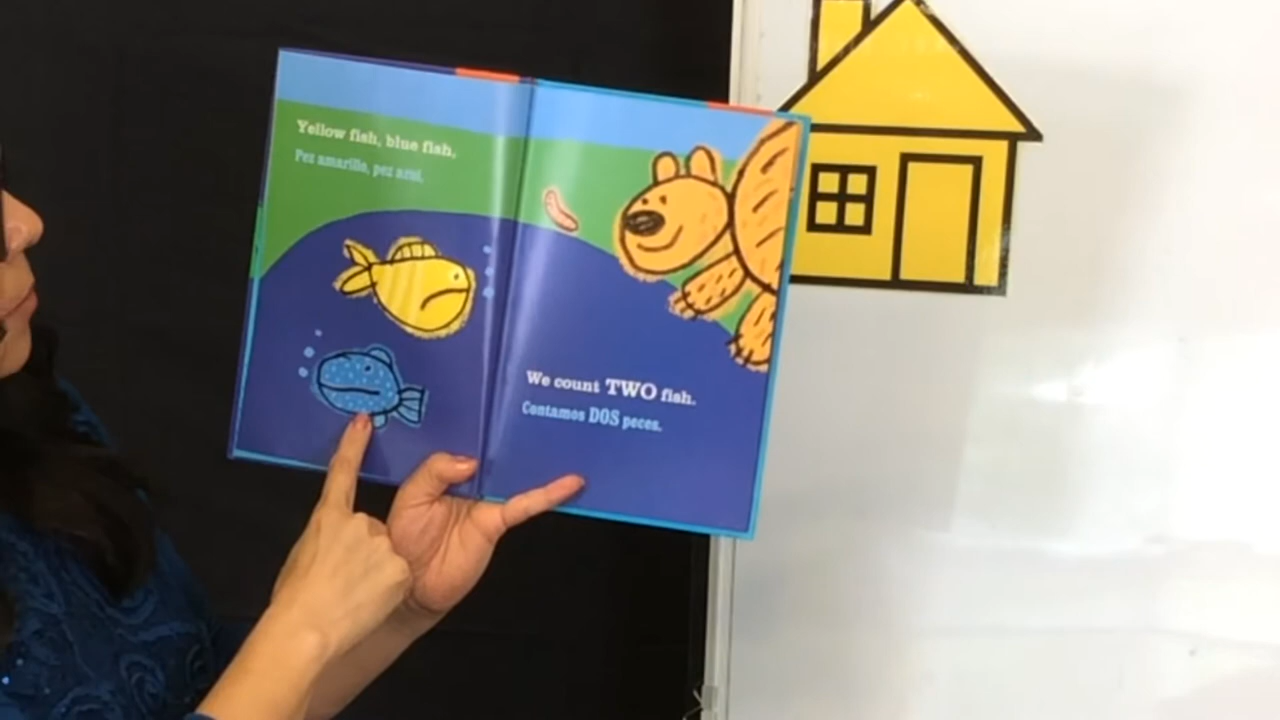 Yellow fish, blue fish,
Pez amarillo, pez azul.
We count TWO fish.
Contamos DOS peces.